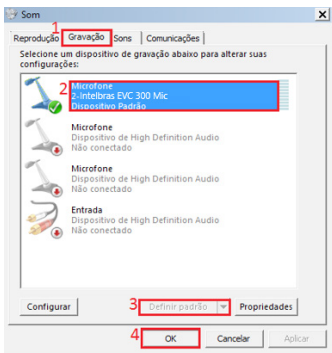 Som
1
Reprodução Gravação Sons Comunicações
Selecione um dispositivo de gravação abaixo para alterar suas
configurações:
2
Microfone
2-Intelbras EVC 300 Mic
Dispositivo Padrão
Microfone
Dispositivo de High Definition Audio
Não conectado
Microfone
Dispositivo de High Definition Audio
Não conectado
Entrada
Dispositivo de High Definition Audio
Não conectado
Configurar 3 Definir padrão Propriedades
4 OK Cancelar Aplicar